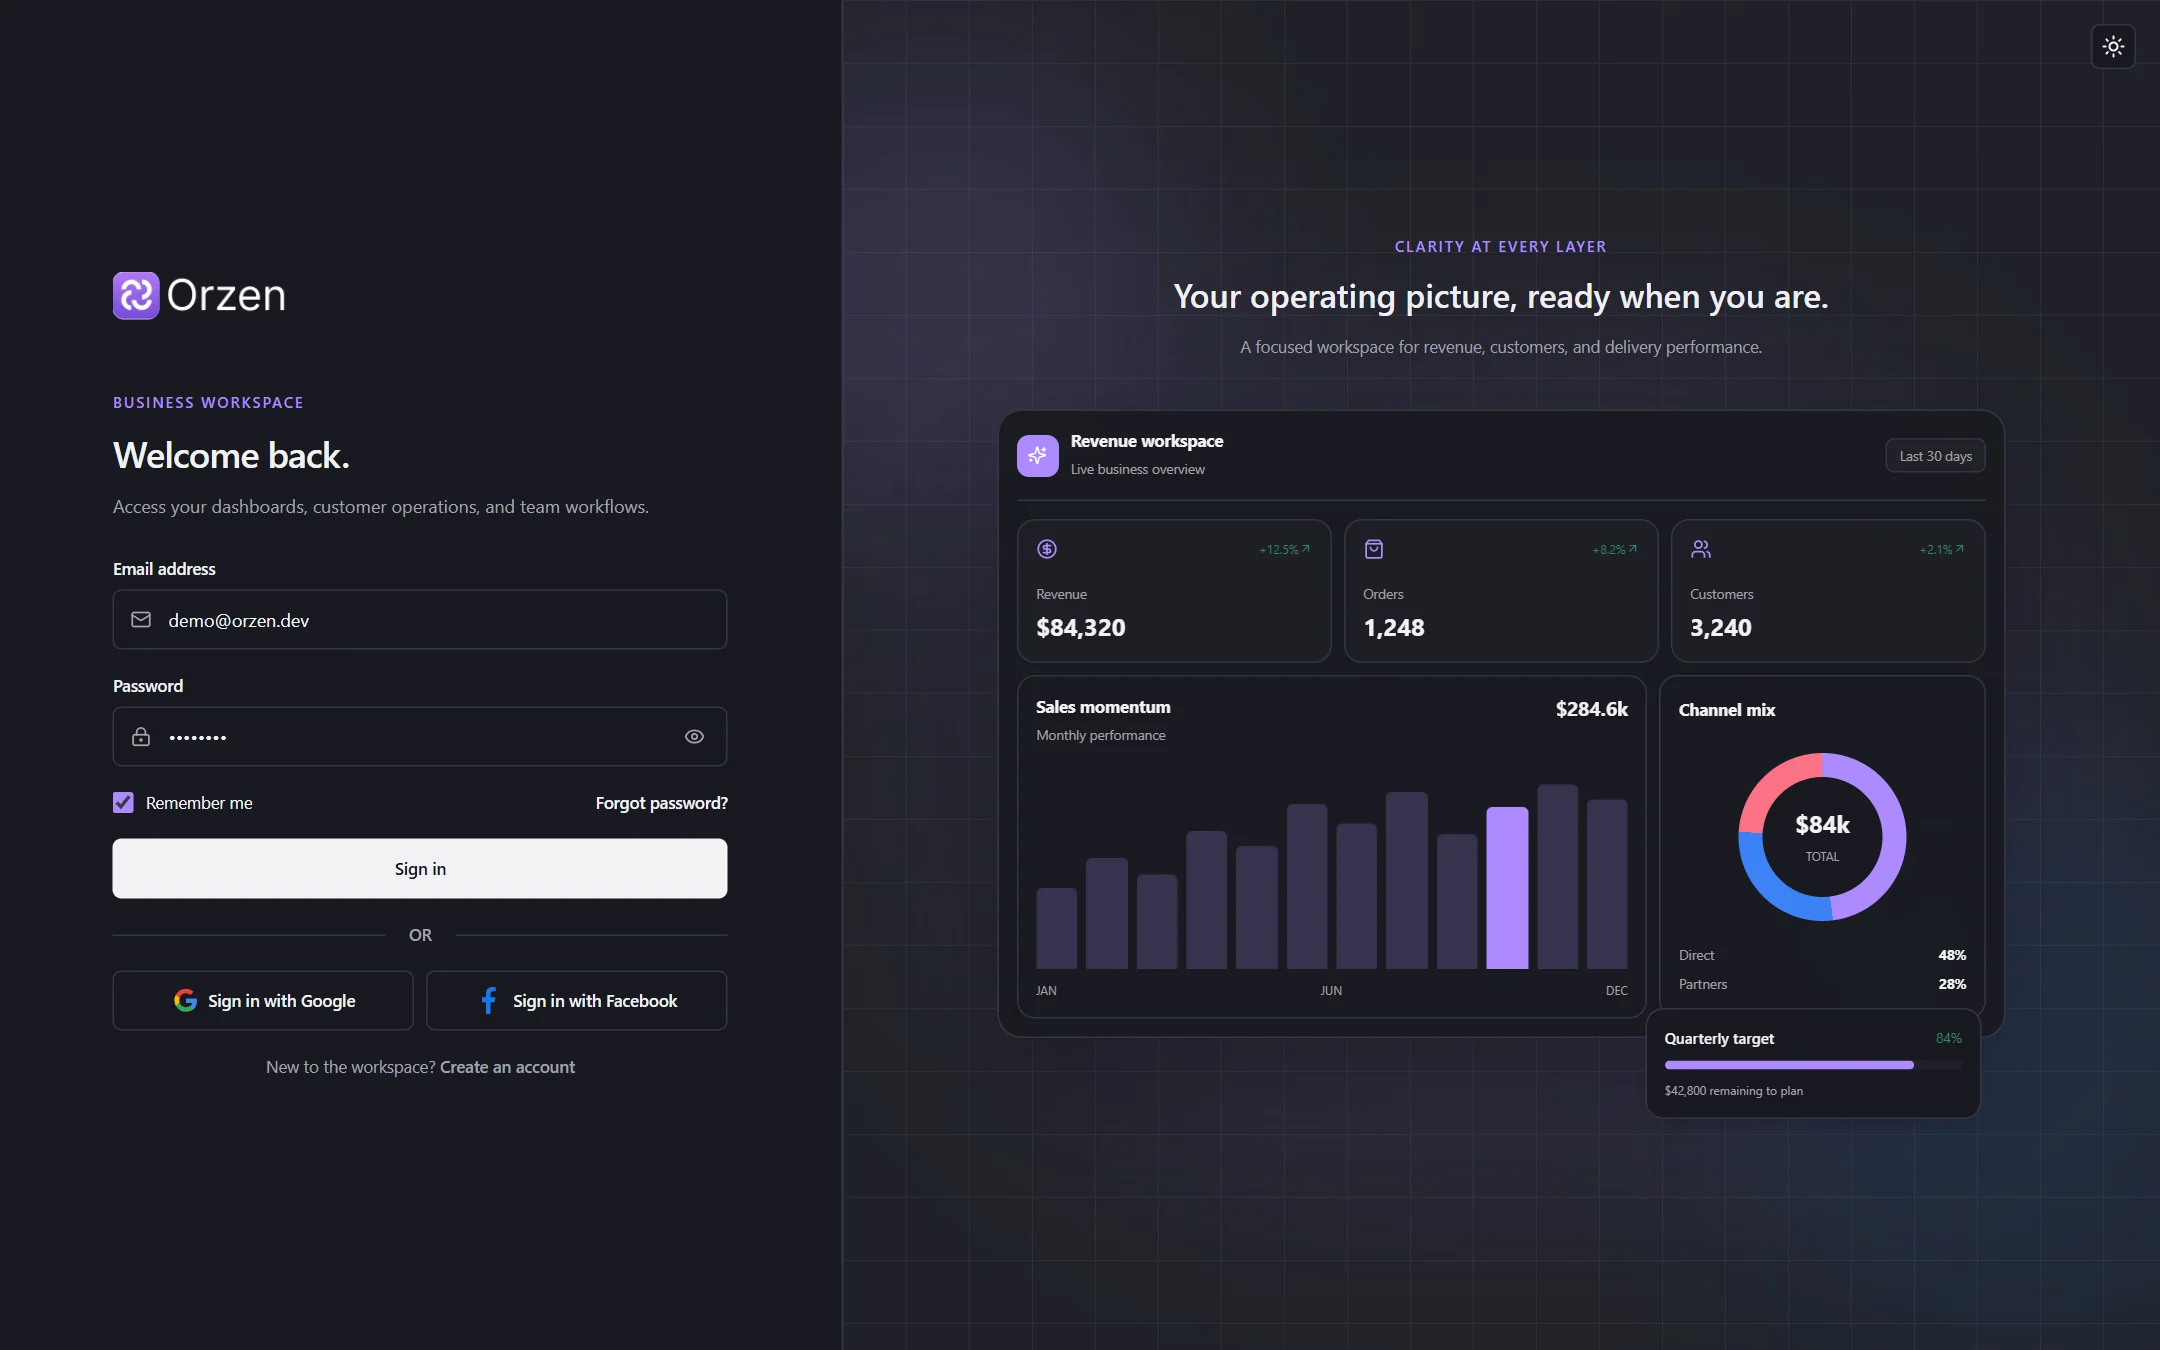 Orzen
BUSINESS WORKSPACE
Welcome back.
Access your dashboards, customer operations, and team workflows.
Email address
demo@orzen.dev
Password
••••••••
Remember me
Forgot password?
Sign in
OR
Sign in with Google
Sign in with Facebook
New to the workspace? Create an account
CLARITY AT EVERY LAYER
Your operating picture, ready when you are.
A focused workspace for revenue, customers, and delivery performance.
Revenue workspace
Live business overview
Last 30 days
+12.5%
Revenue
$84,320
+8.2%
Orders
1,248
+2.1%
Customers
3,240
Sales momentum
$284.6k
Monthly performance
JAN
JUN
DEC
Channel mix
$84k
TOTAL
Direct
48%
Partners
28%
Quarterly target
84%
$42,800 remaining to plan